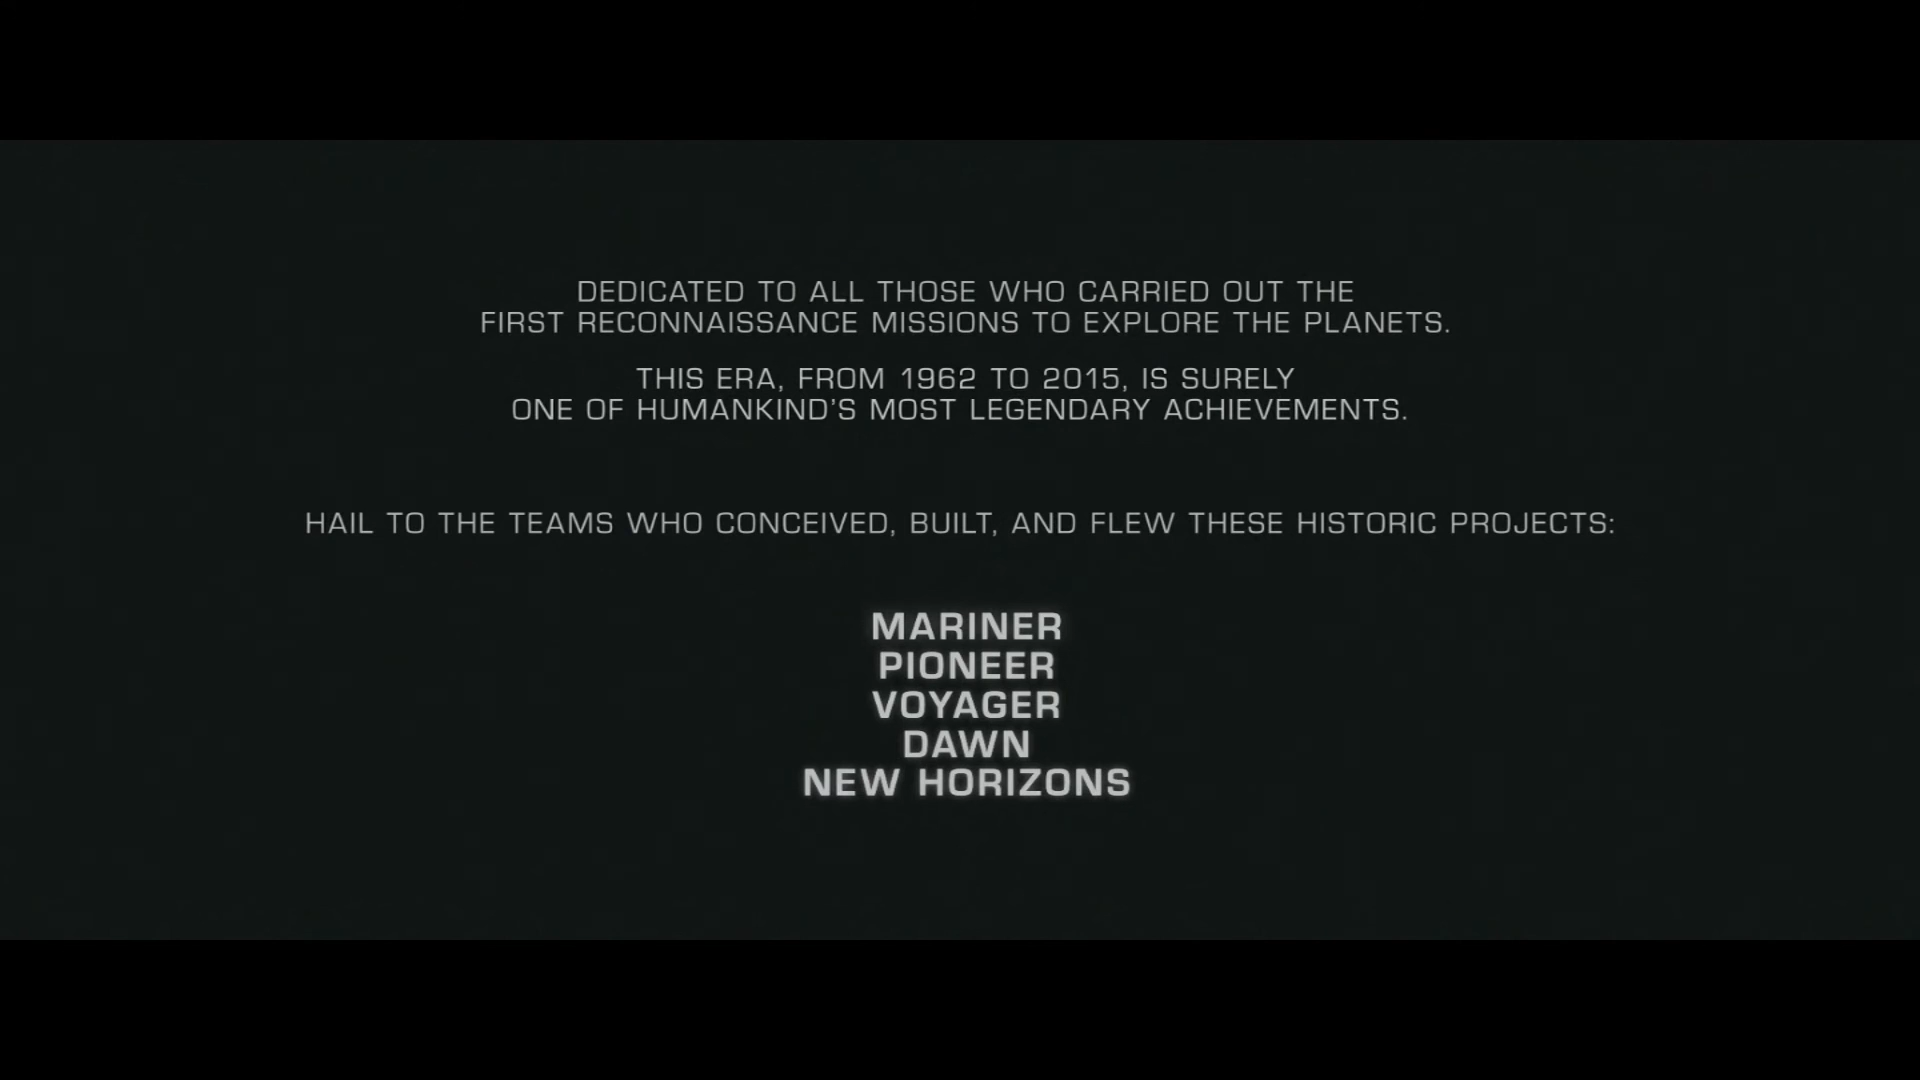 DEDICATED TO ALL THOSE WHO CARRIED OUT THE
FIRST RECONNAISSANCE MISSIONS TO EXPLORE THE PLANETS.
THIS ERA, FROM 1962 TO 2015, IS SURELY
ONE OF HUMANKIND'S MOST LEGENDARY ACHIEVEMENTS.
HAIL TO THE TEAMS WHO CONCEIVED, BUILT, AND FLEW THESE HISTORIC PROJECTS:
MARINER
PIONEER
VOYAGER
DAWN
NEW HORIZONS